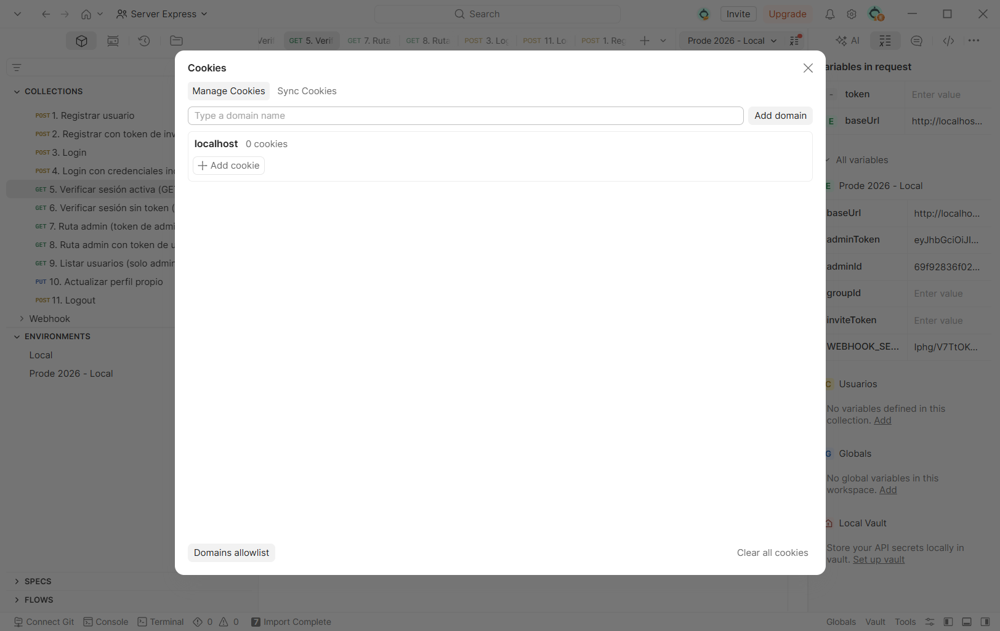 Server Express
Search
Invite
Upgrade
GET 5. Verif
GET 7. Ruta
GET 8. Ruta
POST 3. Log
POST 11. Lo
POST 1. Reg
Prode 2026 - Local
AI
COLLECTIONS
POST 1. Registrar usuario
POST 2. Registrar con token de inv
POST 3. Login
POST 4. Login con credenciales inc
GET 5. Verificar sesión activa (GET
GET 6. Verificar sesión sin token (
GET 7. Ruta admin (token de admi
GET 8. Ruta admin con token de u
GET 9. Listar usuarios (solo admin
PUT 10. Actualizar perfil propio
POST 11. Logout
Webhook
ENVIRONMENTS
Local
Prode 2026 - Local
SPECS
FLOWS
Cookies
Manage Cookies
Sync Cookies
Type a domain name
Add domain
localhost 0 cookies
Add cookie
Domains allowlist
Clear all cookies
ariables in request
- token Enter value
E baseUrl http://localhos...
All variables
E Prode 2026 - Local
baseUrl http://localho...
adminToken eyJhbGciOiJI...
adminId 69f92836f02...
groupId Enter value
inviteToken Enter value
WEBHOOK_SE... Iphg/V7TtOK...
C Usuarios
No variables defined in this
collection. Add
G Globals
No global variables in this
workspace. Add
Local Vault
Store your API secrets locally in
vault. Set up vault
Connect Git
Console
Terminal
0
0
7 Import Complete
Globals
Vault
Tools